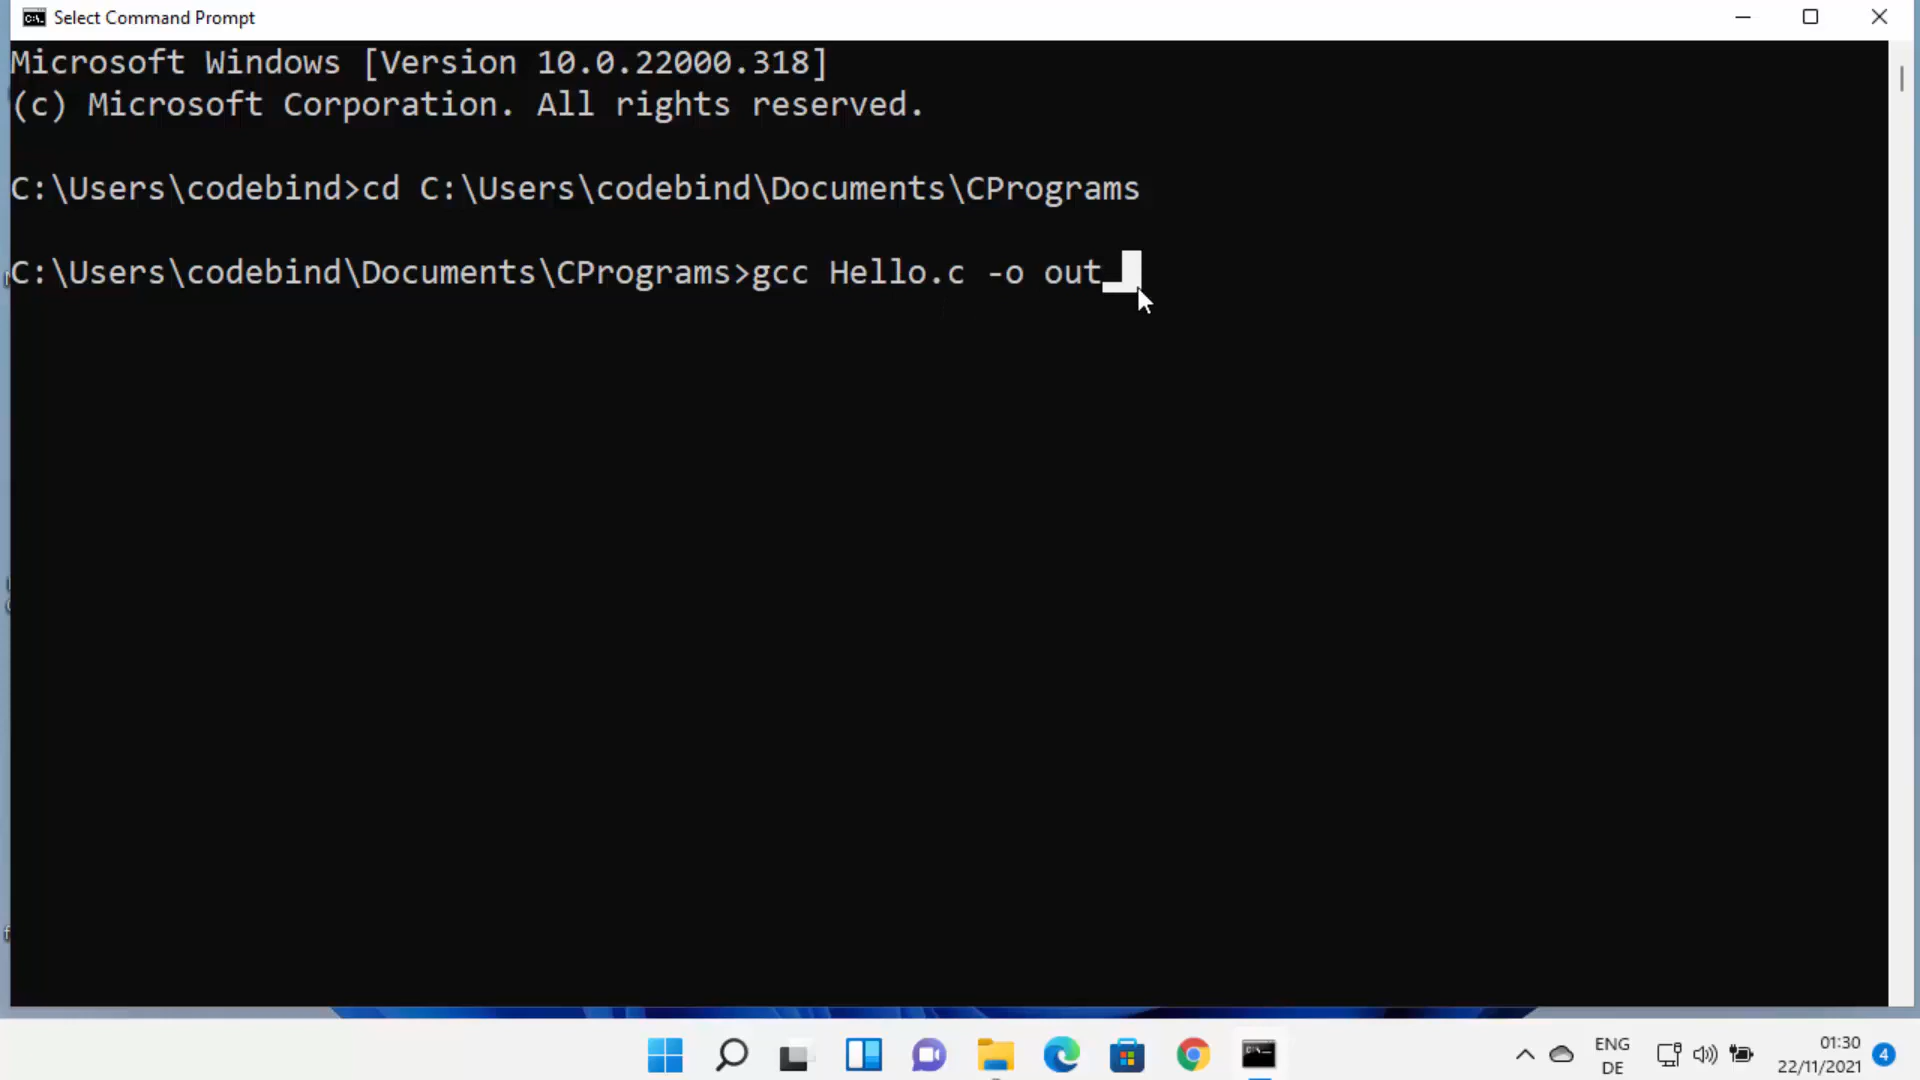 Select Command Prompt
Microsoft Windows [Version 10.0.22000.318]
(c) Microsoft Corporation. All rights reserved.
C:\Users\codebind>cd C:\Users\codebind\Documents\CPrograms
C:\Users\codebind\Documents\CPrograms>gcc Hello.c -o out
ENG
DE
01:30
22/11/2021
4